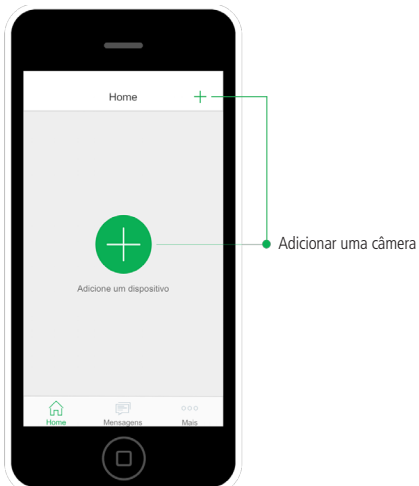 Home
Adicionar uma câmera
Adicione um dispositivo
Home Mensagens Mais